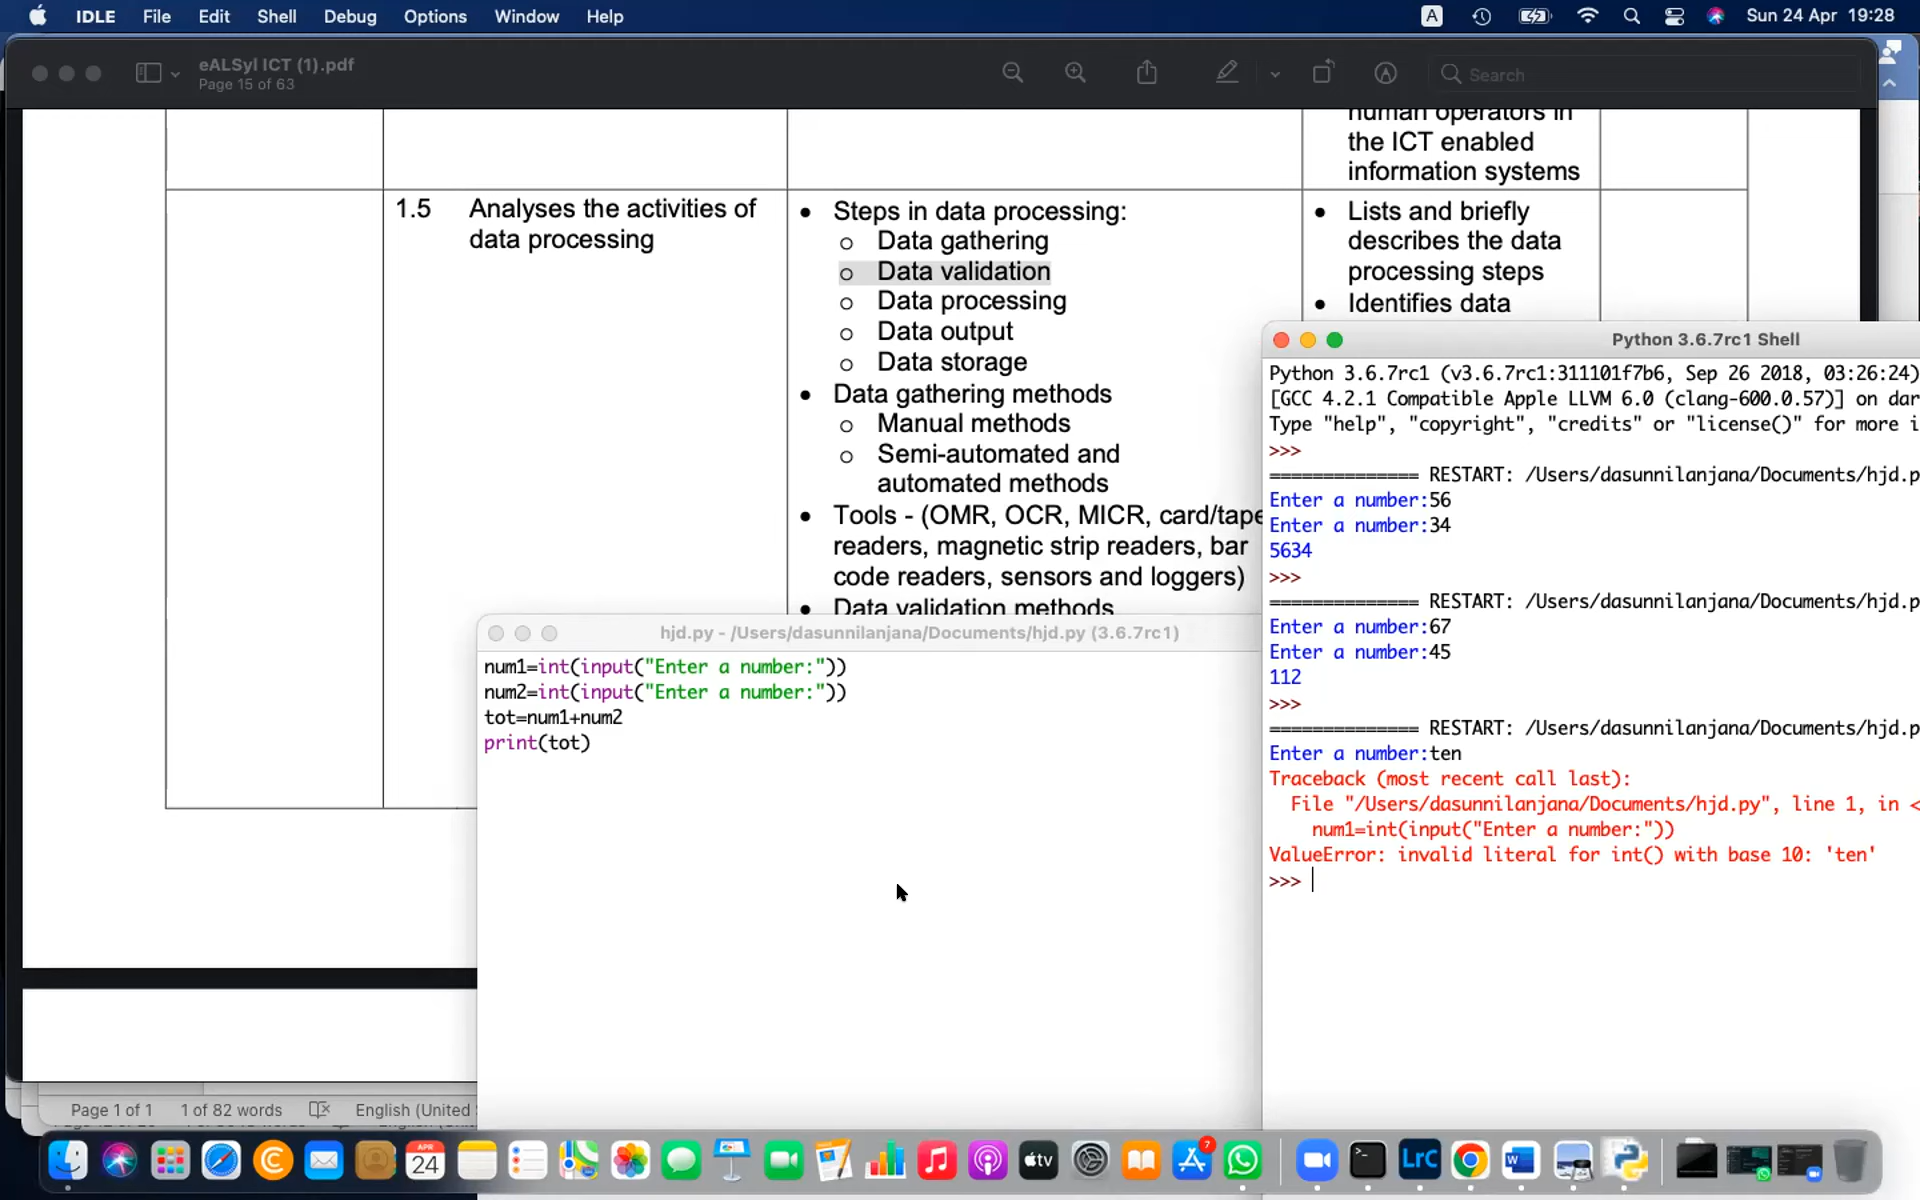 IDLE File Edit Shell Debug Options Window Help
A
Sun 24 Apr 19:28
eALSyl ICT (1).pdf
Page 15 of 63
Search
human operators in
the ICT enabled
information systems
1.5 Analyses the activities of
data processing
• Steps in data processing:
o Data gathering
o Data validation
o Data processing
o Data output
o Data storage
• Data gathering methods
o Manual methods
o Semi-automated and
automated methods
• Tools - (OMR, OCR, MICR, card/tape
readers, magnetic strip readers, bar
code readers, sensors and loggers)
• Data validation methods
• Lists and briefly
describes the data
processing steps
• Identifies data
hjd.py - /Users/dasunnilanjana/Documents/hjd.py (3.6.7rc1)
num1=int(input("Enter a number:"))
num2=int(input("Enter a number:"))
tot=num1+num2
print(tot)
Python 3.6.7rc1 Shell
Python 3.6.7rc1 (v3.6.7rc1:311101f7b6, Sep 26 2018, 03:26:24)
[GCC 4.2.1 Compatible Apple LLVM 6.0 (clang-600.0.57)] on dar
Type "help", "copyright", "credits" or "license()" for more i
>>>
============== RESTART: /Users/dasunnilanjana/Documents/hjd.p
Enter a number:56
Enter a number:34
5634
>>>
============== RESTART: /Users/dasunnilanjana/Documents/hjd.p
Enter a number:67
Enter a number:45
112
>>>
============== RESTART: /Users/dasunnilanjana/Documents/hjd.p
Enter a number:ten
Traceback (most recent call last):
File "/Users/dasunnilanjana/Documents/hjd.py", line 1, in <
num1=int(input("Enter a number:"))
ValueError: invalid literal for int() with base 10: 'ten'
>>>
Page 1 of 1 1 of 82 words English (United
APR
24
tv
7
LrC
W